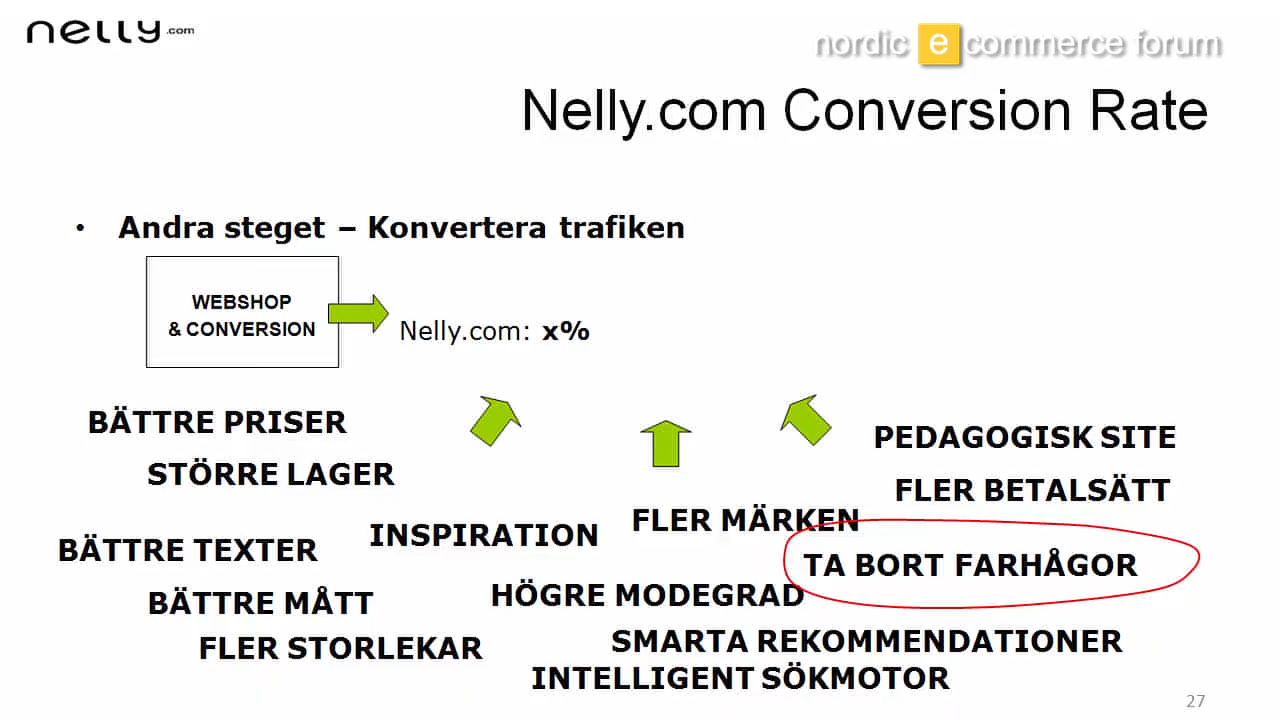 nelly.com
nordic e commerce forum
Nelly.com Conversion Rate
• Andra steget – Konvertera trafiken
WEBSHOP
& CONVERSION
Nelly.com: x%
BÄTTRE PRISER
PEDAGOGISK SITE
STÖRRE LAGER
FLER BETALSÄTT
FLER MÄRKEN
INSPIRATION
BÄTTRE TEXTER
TA BORT FARHÅGOR
HÖGRE MODEGRAD
BÄTTRE MÅTT
SMARTA REKOMMENDATIONER
FLER STORLEKAR
INTELLIGENT SÖKMOTOR
27